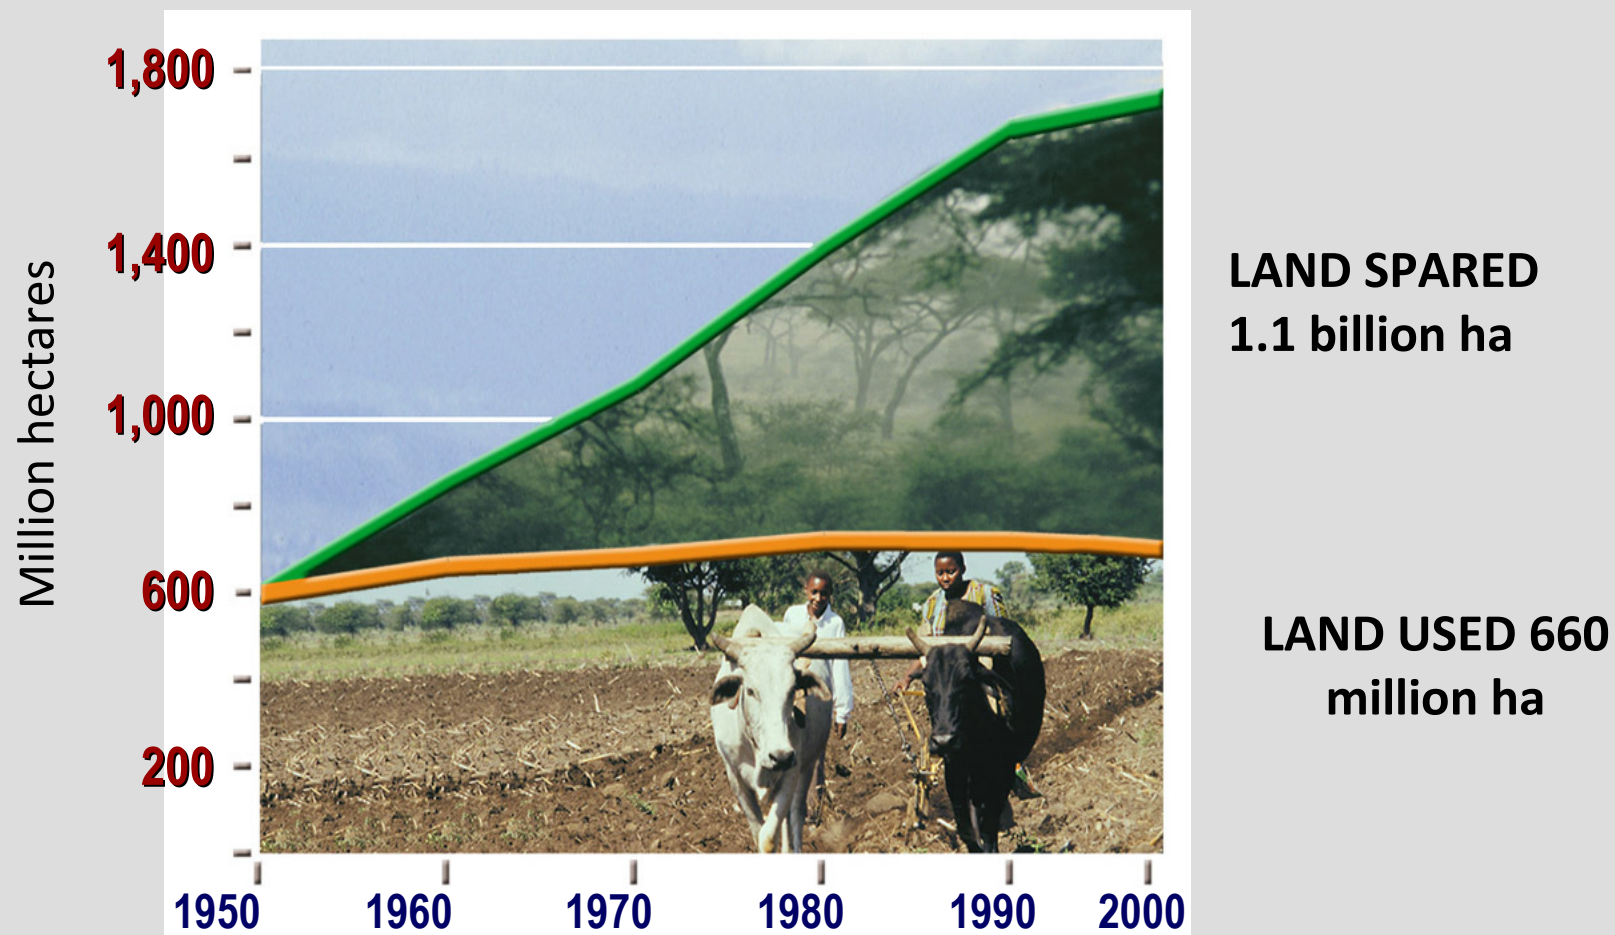 Million hectares
1,800
1,400
1,000
600
200
1950 1960 1970 1980 1990 2000
LAND SPARED
1.1 billion ha
LAND USED 660
million ha